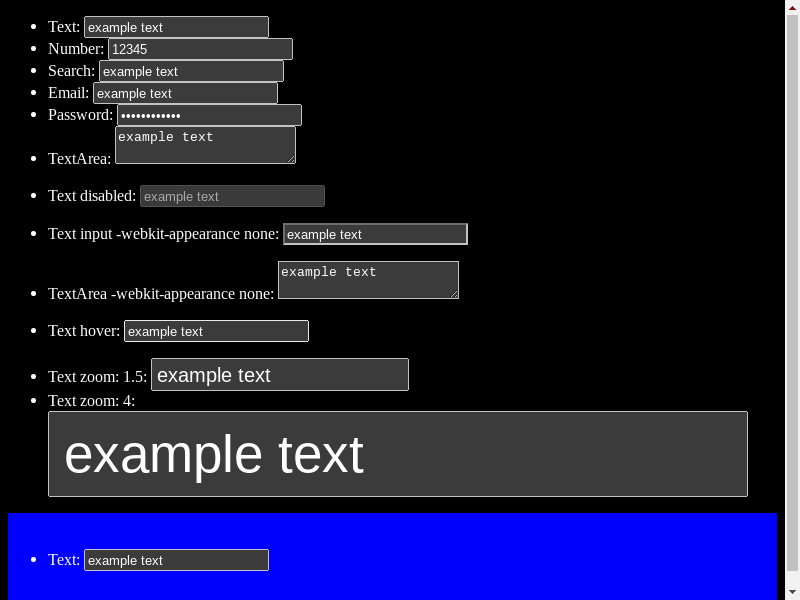 Text: example text
Number: 12345
Search: example text
Email: example text
Password: ••••••••••••
TextArea: example text
Text disabled: example text
Text input -webkit-appearance none: example text
TextArea -webkit-appearance none: example text
Text hover: example text
Text zoom: 1.5: example text
Text zoom: 4:
example text
Text: example text